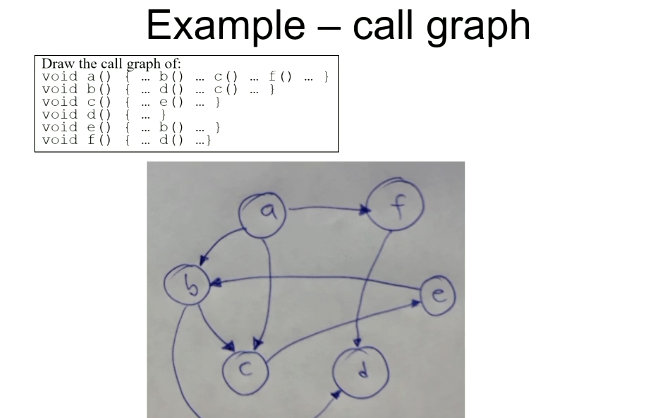 Example – call graph
Draw the call graph of:
void a() { … b() … c() … f() … }
void b() { … d() … c() … }
void c() { … e() … }
void d() { … }
void e() { … b() … }
void f() { … d() …}
a
f
b
e
c
d